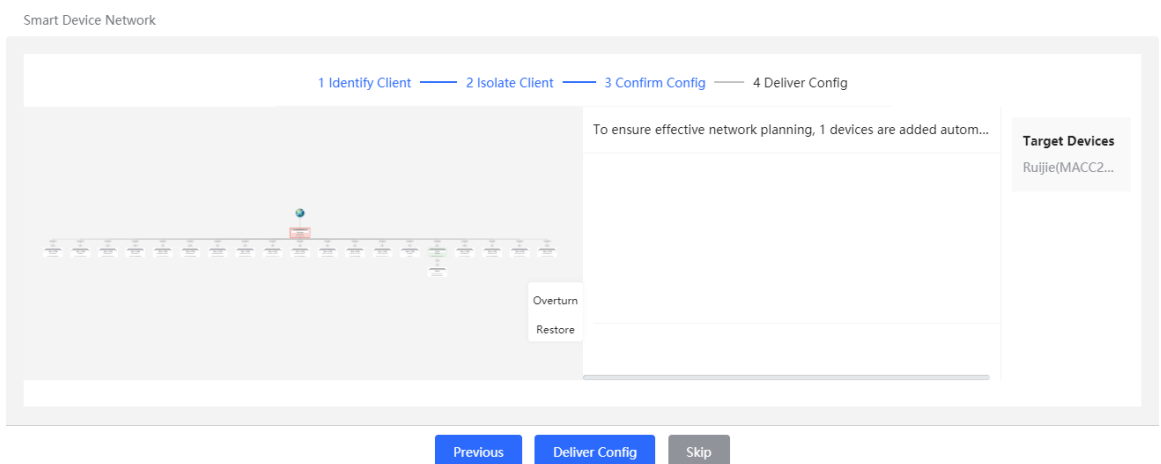 Smart Device Network
1 Identify Client 2 Isolate Client 3 Confirm Config 4 Deliver Config
To ensure effective network planning, 1 devices are added autom...
Target Devices
Ruijie(MACC2...
Overturn
Restore
Previous Deliver Config Skip